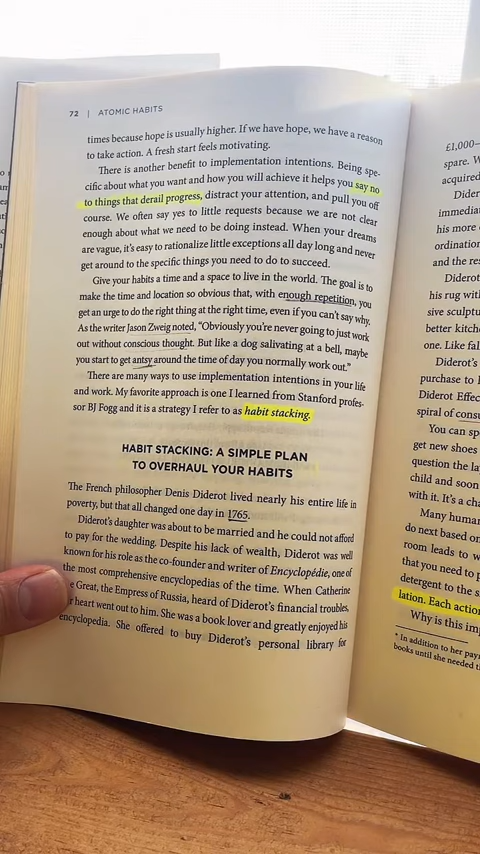 72 | ATOMIC HABITS
times because hope is usually higher. If we have hope, we have a reason
to take action. A fresh start feels motivating.
There is another benefit to implementation intentions. Being spe-
cific about what you want and how you will achieve it helps you say no
to things that derail progress, distract your attention, and pull you off
course. We often say yes to little requests because we are not clear
enough about what we need to be doing instead. When your dreams
are vague, it's easy to rationalize little exceptions all day long and never
get around to the specific things you need to do to succeed.
Give your habits a time and a space to live in the world. The goal is to
make the time and location so obvious that, with enough repetition, you
get an urge to do the right thing at the right time, even if you can't say why.
As the writer Jason Zweig noted, “Obviously you're never going to just work
out without conscious thought. But like a dog salivating at a bell, maybe
you start to get antsy around the time of day you normally work out.”
There are many ways to use implementation intentions in your life
and work. My favorite approach is one I learned from Stanford profes-
sor BJ Fogg and it is a strategy I refer to as habit stacking.
HABIT STACKING: A SIMPLE PLAN
TO OVERHAUL YOUR HABITS
The French philosopher Denis Diderot lived nearly his entire life in
poverty, but that all changed one day in 1765.
Diderot's daughter was about to be married and he could not afford
to pay for the wedding. Despite his lack of wealth, Diderot was well
known for his role as the co-founder and writer of Encyclopédie, one of
the most comprehensive encyclopedias of the time. When Catherine
e Great, the Empress of Russia, heard of Diderot's financial troubles,
r heart went out to him. She was a book lover and greatly enjoyed his
encyclopedia. She offered to buy Diderot's personal library for
£1,000—
spare. W
acquired
Dider
immedia
his more
ordination
and the re
Diderot
his rug wit
sive sculptu
better kitch
one. Like fal
Diderot's
purchase to
Diderot Effec
spiral of consu
You can sp
get new shoes
question the la
child and soon
with it. It's a cha
Many human
do next based on
room leads to w
that you need to p
detergent to the s
lation. Each action
Why is this imp
* In addition to her pay
books until she needed t